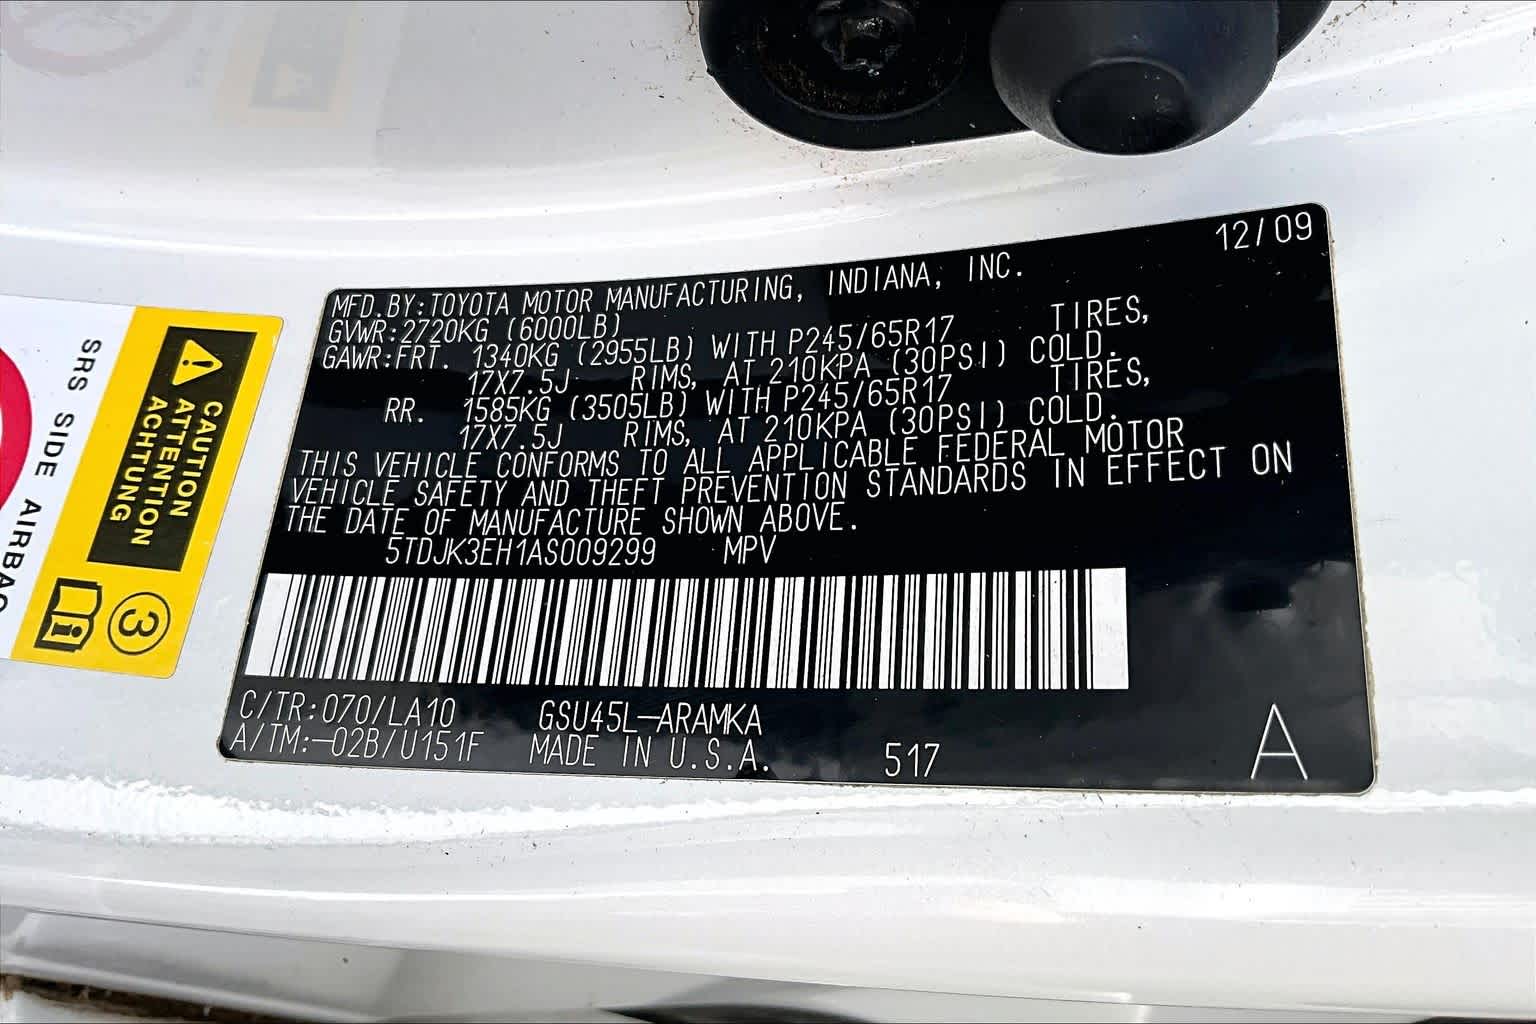 12/09
MFD.BY:TOYOTA MOTOR MANUFACTURING, INDIANA, INC.
GVWR:2720KG (6000LB)
GAWR:FRT. 1340KG (2955LB) WITH P245/65R17 TIRES,
17X7.5J RIMS, AT 210KPA (30PSI) COLD.
RR. 1585KG (3505LB) WITH P245/65R17 TIRES,
17X7.5J RIMS, AT 210KPA (30PSI) COLD.
THIS VEHICLE CONFORMS TO ALL APPLICABLE FEDERAL MOTOR
VEHICLE SAFETY AND THEFT PREVENTION STANDARDS IN EFFECT ON
THE DATE OF MANUFACTURE SHOWN ABOVE.
5TDJK3EH1AS009299 MPV
C/TR:070/LA10 GSU45L-ARAMKA
A/TM:-02B/U151F MADE IN U.S.A. 517 A
CAUTION
ATTENTION
ACHTUNG
3
i
SRS SIDE AIRBAG